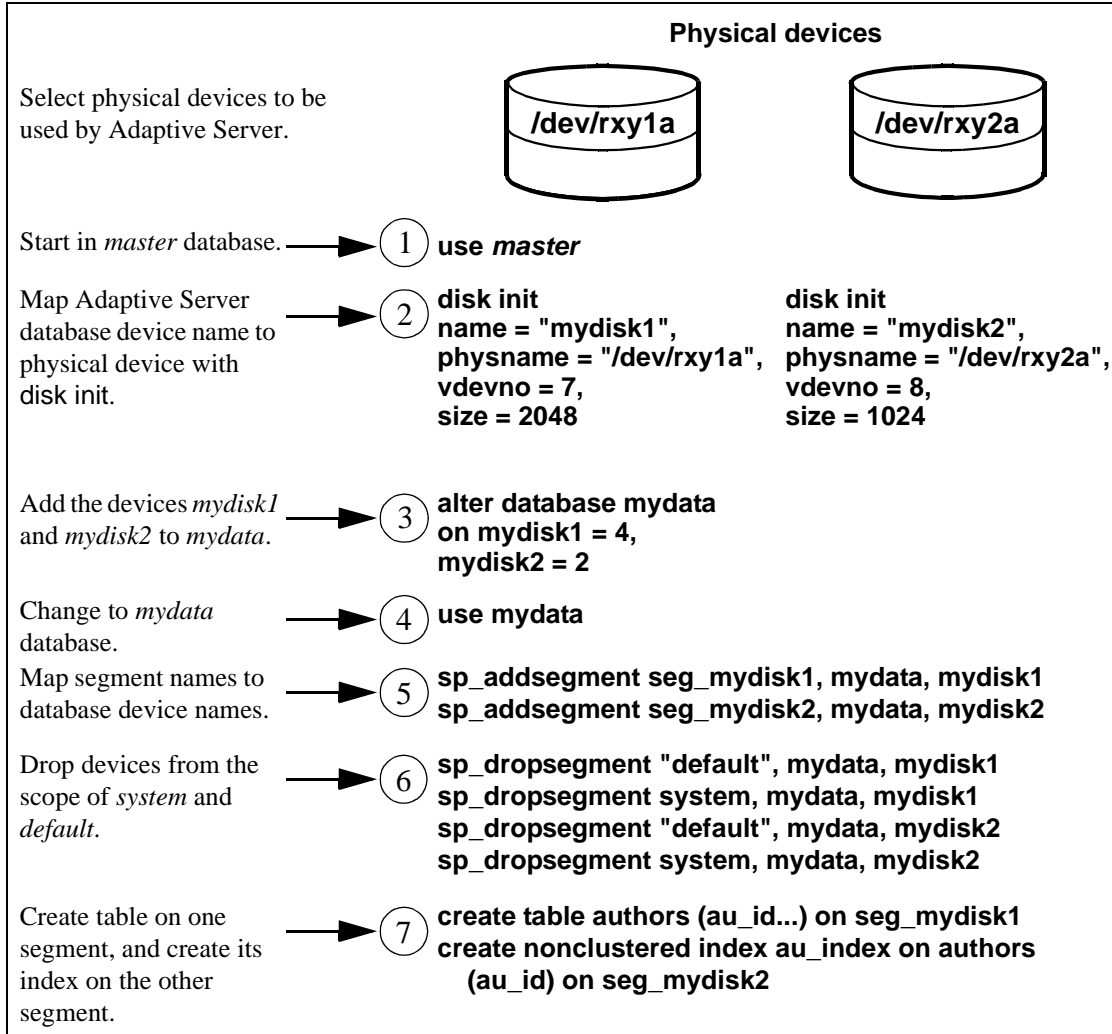 Physical devices
Select physical devices to be
used by Adaptive Server.
/dev/rxy1a
/dev/rxy2a
Start in master database.
1
use master
Map Adaptive Server
database device name to
physical device with
disk init.
2
disk init
name = "mydisk1",
physname = "/dev/rxy1a",
vdevno = 7,
size = 2048
disk init
name = "mydisk2",
physname = "/dev/rxy2a",
vdevno = 8,
size = 1024
Add the devices mydisk1
and mydisk2 to mydata.
3
alter database mydata
on mydisk1 = 4,
mydisk2 = 2
Change to mydata
database.
4
use mydata
Map segment names to
database device names.
5
sp_addsegment seg_mydisk1, mydata, mydisk1
sp_addsegment seg_mydisk2, mydata, mydisk2
Drop devices from the
scope of system and
default.
6
sp_dropsegment "default", mydata, mydisk1
sp_dropsegment system, mydata, mydisk1
sp_dropsegment "default", mydata, mydisk2
sp_dropsegment system, mydata, mydisk2
Create table on one
segment, and create its
index on the other
segment.
7
create table authors (au_id...) on seg_mydisk1
create nonclustered index au_index on authors
(au_id) on seg_mydisk2